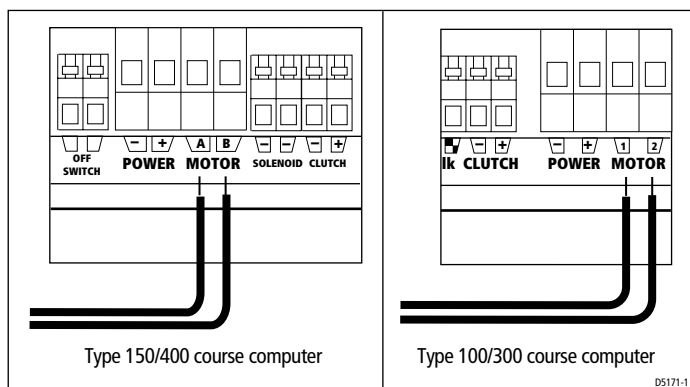 − + A B − − − + − + − + 1 2
OFF SWITCH POWER MOTOR SOLENOID CLUTCH
lk CLUTCH POWER MOTOR
Type 150/400 course computer
Type 100/300 course computer
D5171-1